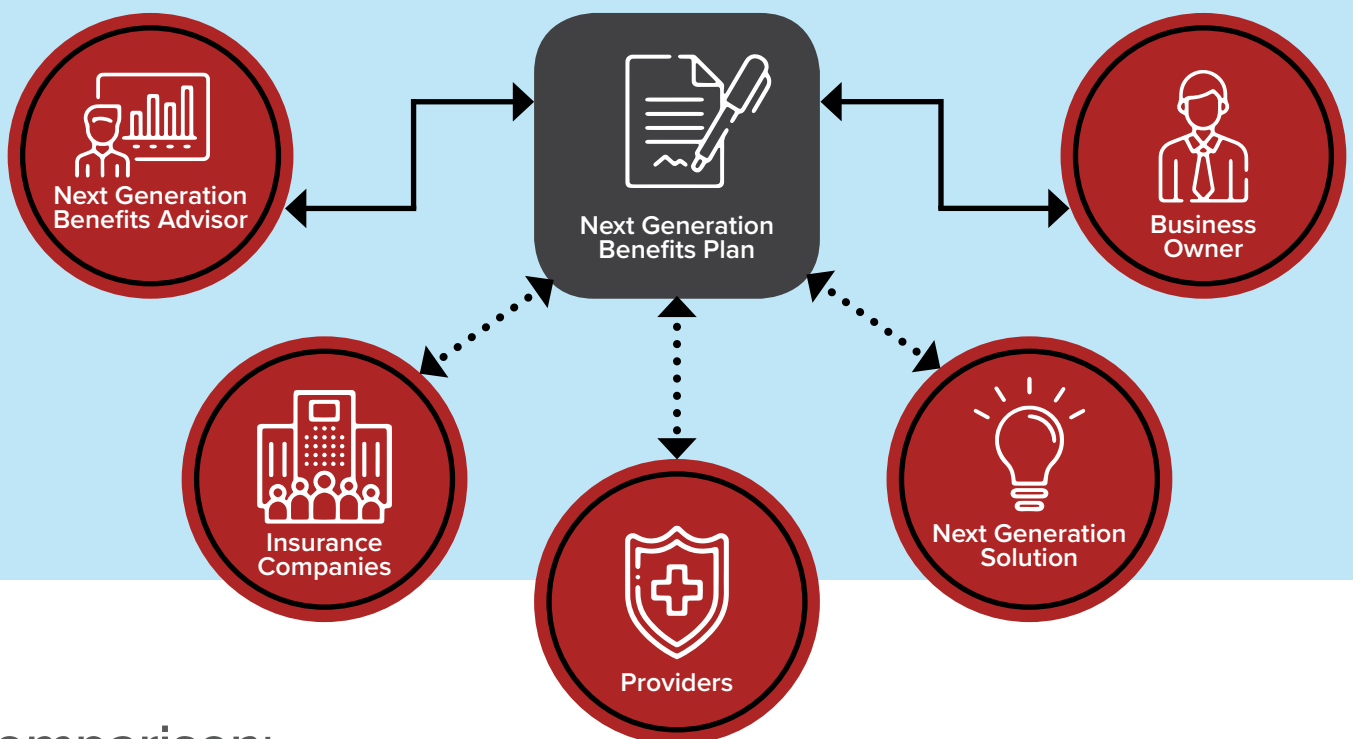 Next Generation
Benefits Advisor
Next Generation
Benefits Plan
Business
Owner
Insurance
Companies
Providers
Next Generation
Solution